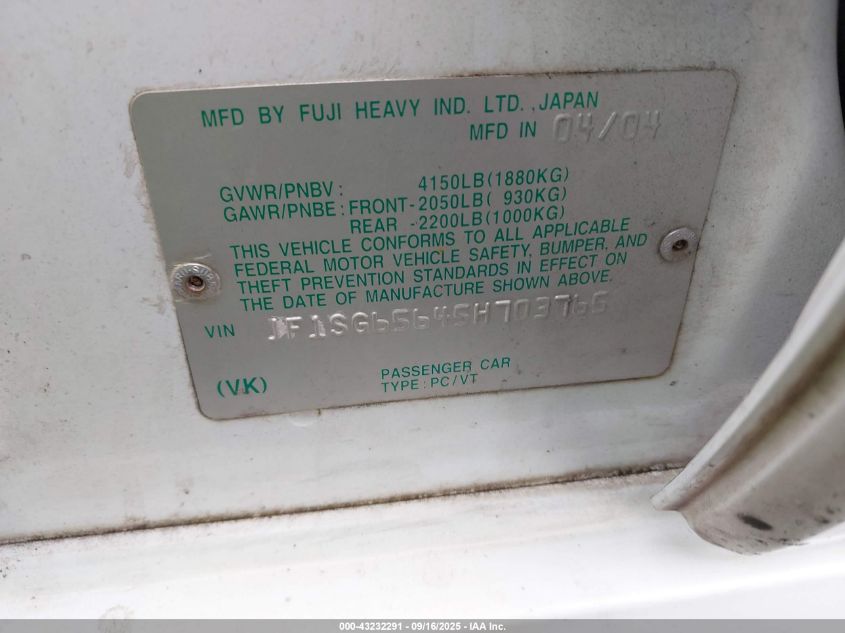 MFD BY FUJI HEAVY IND. LTD., JAPAN
MFD IN 04/04
GVWR/PNBV: 4150LB(1880KG)
GAWR/PNBE: FRONT-2050LB( 930KG)
REAR -2200LB(1000KG)
THIS VEHICLE CONFORMS TO ALL APPLICABLE
FEDERAL MOTOR VEHICLE SAFETY, BUMPER, AND
THEFT PREVENTION STANDARDS IN EFFECT ON
THE DATE OF MANUFACTURE SHOWN ABOVE.
VIN JF1SG65645H703765
PASSENGER CAR
(VK) TYPE: PC/VT
000-43232291 - 09/16/2025 - IAA Inc.